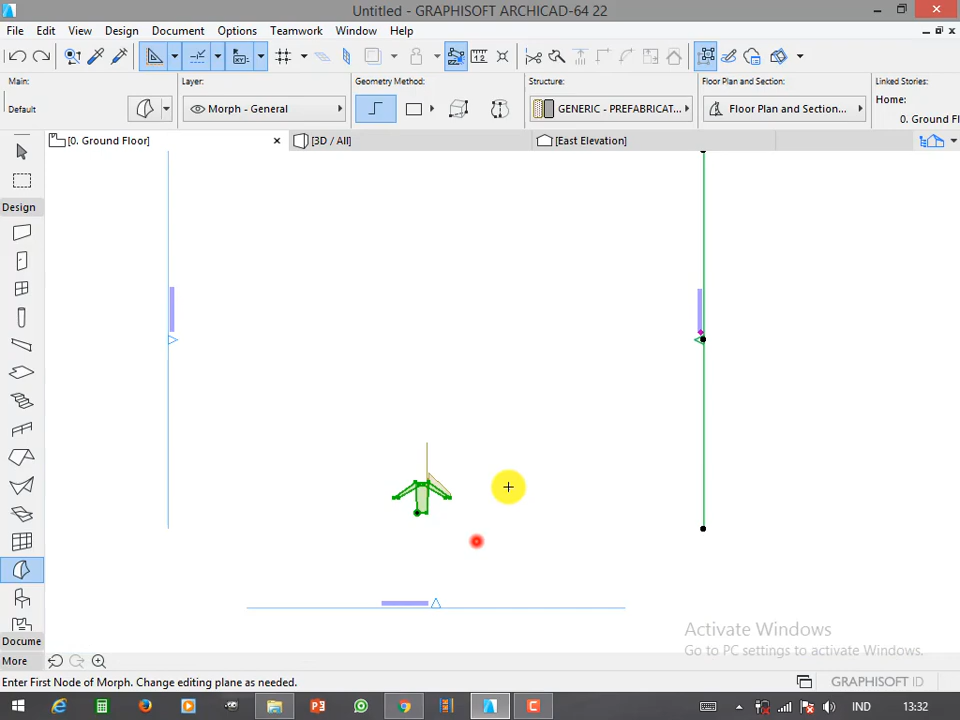 Untitled - GRAPHISOFT ARCHICAD-64 22
File Edit View Design Document Options Teamwork Window Help
Main: Layer: Geometry Method: Structure: Floor Plan and Section: Linked Stories:
Default Morph - General GENERIC - PREFABRICAT... Floor Plan and Section... Home:
0. Ground Fl
[0. Ground Floor] [3D / All] [East Elevation]
Design
Activate Windows
Go to PC settings to activate Windows.
Docume
More
Enter First Node of Morph. Change editing plane as needed. GRAPHISOFT ID
IND 13:32